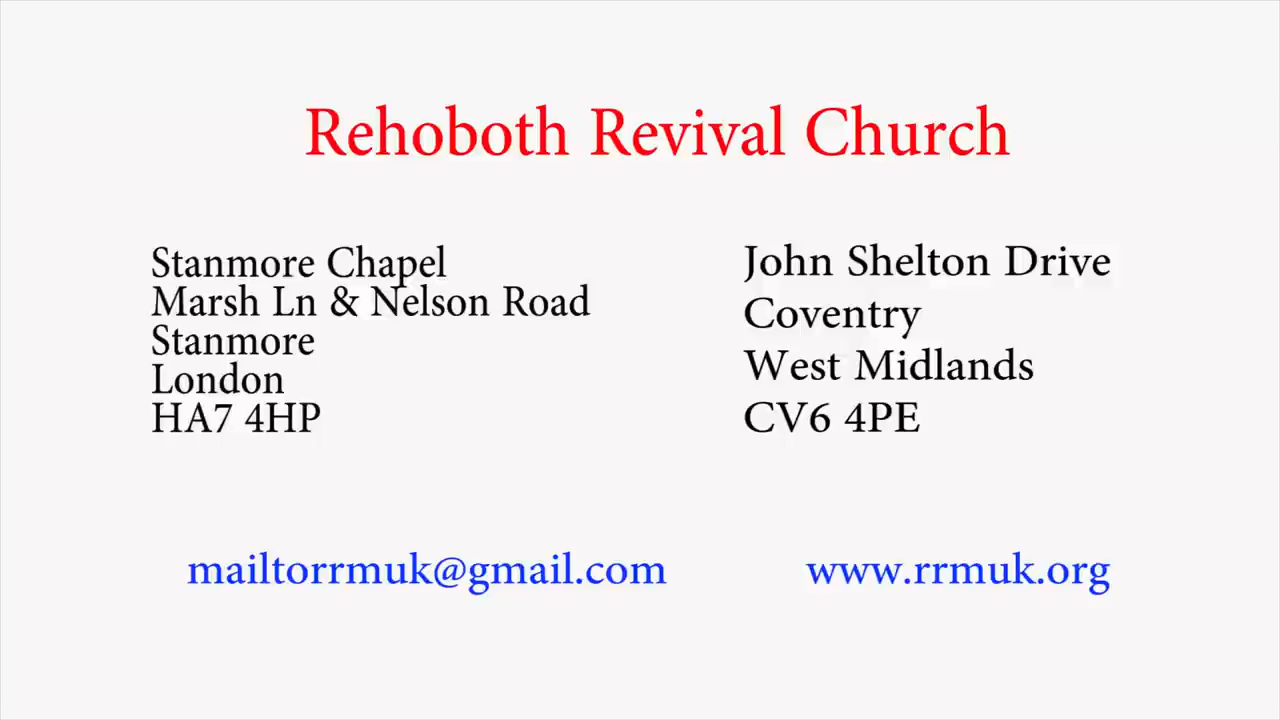 Rehoboth Revival Church
Stanmore Chapel
Marsh Ln & Nelson Road
Stanmore
London
HA7 4HP
John Shelton Drive
Coventry
West Midlands
CV6 4PE
mailtorrmuk@gmail.com
www.rrmuk.org